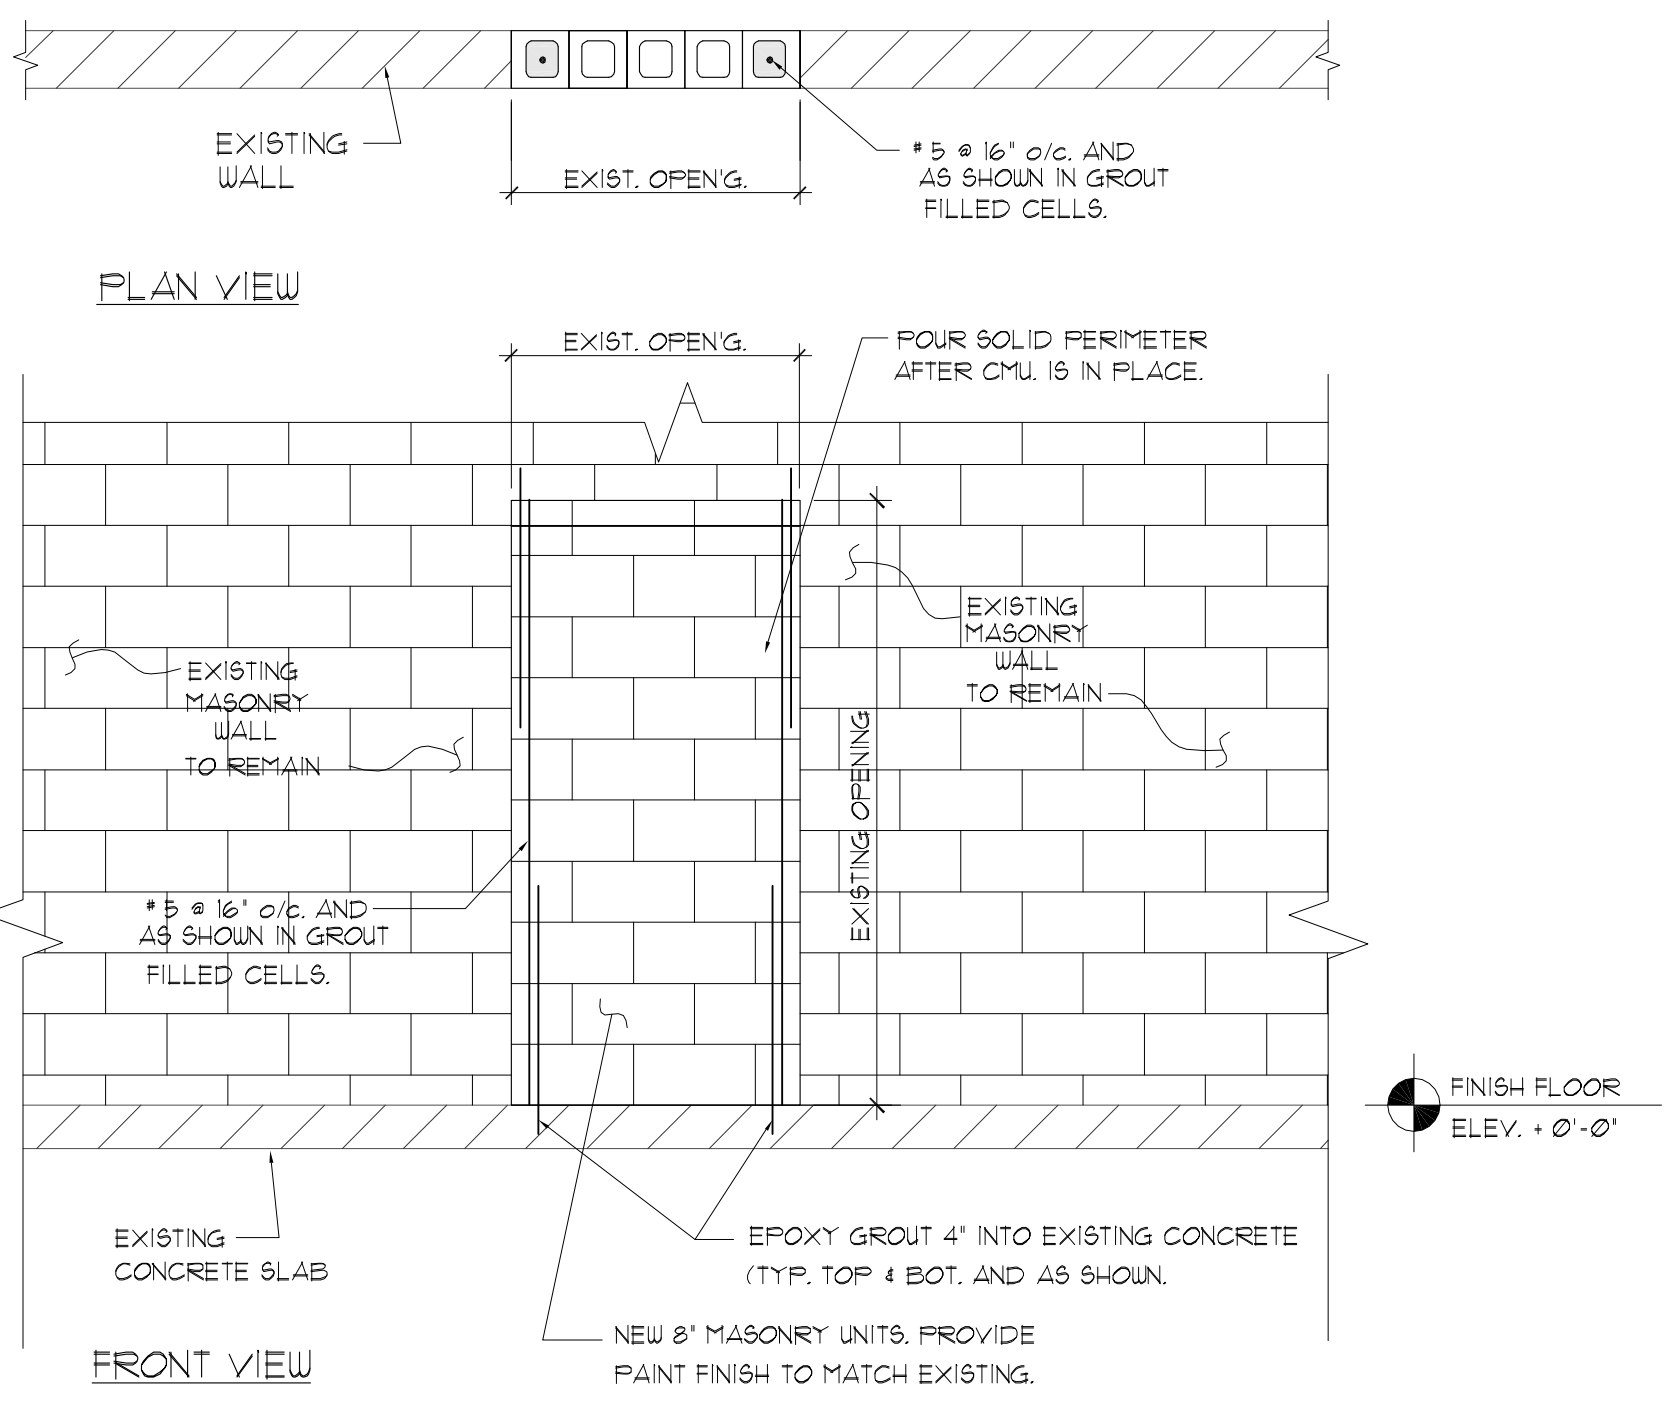 EXISTING
WALL
EXIST. OPEN'G.
#5 @ 16" o/c. AND
AS SHOWN IN GROUT
FILLED CELLS.
PLAN VIEW
EXIST. OPEN'G.
POUR SOLID PERIMETER
AFTER CMU. IS IN PLACE.
EXISTING
MASONRY
WALL
TO REMAIN
EXISTING
MASONRY
WALL
TO REMAIN
EXISTING OPENING
#5 @ 16" o/c. AND
AS SHOWN IN GROUT
FILLED CELLS.
FINISH FLOOR
ELEV. + 0'-0"
EXISTING
CONCRETE SLAB
EPOXY GROUT 4" INTO EXISTING CONCRETE
(TYP. TOP & BOT. AND AS SHOWN.
NEW 8" MASONRY UNITS. PROVIDE
PAINT FINISH TO MATCH EXISTING.
FRONT VIEW